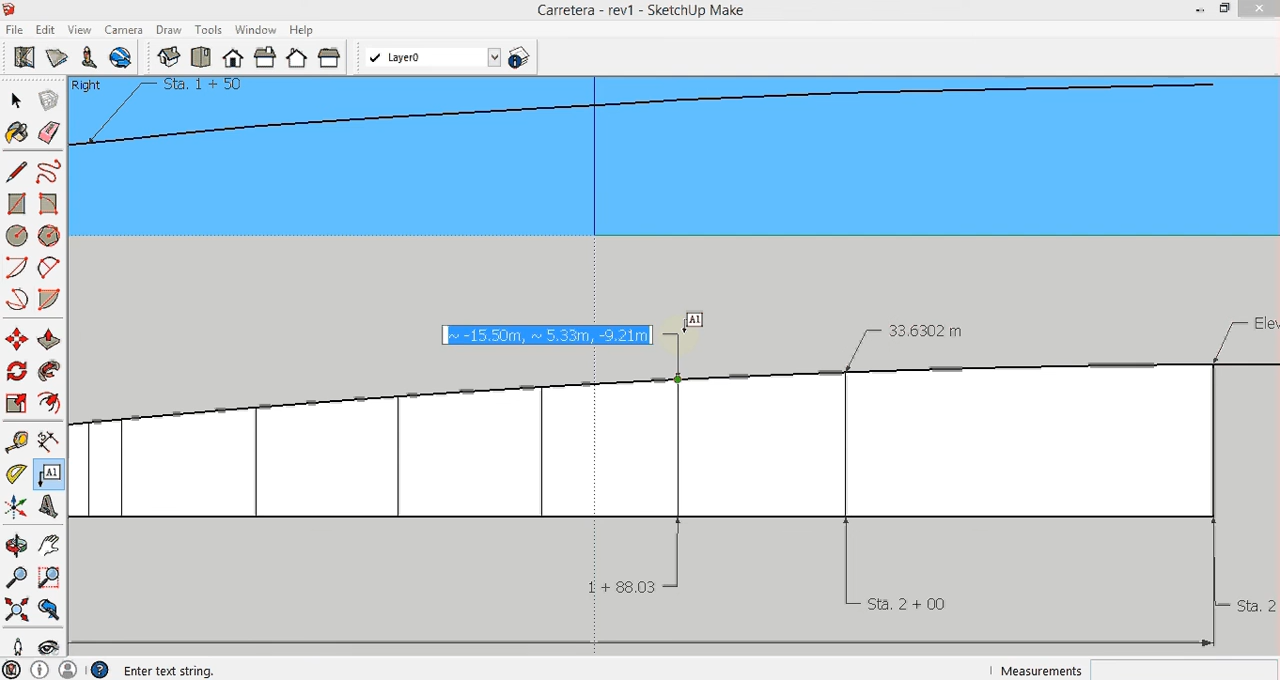 Carretera - rev1 - SketchUp Make
File Edit View Camera Draw Tools Window Help
Layer0
Right
Sta. 1 + 50
A1
~ -15.50m, ~ 5.33m, -9.21m
33.6302 m
Elev
A1
1 + 88.03
Sta. 2 + 00
Sta. 2
Enter text string.
Measurements